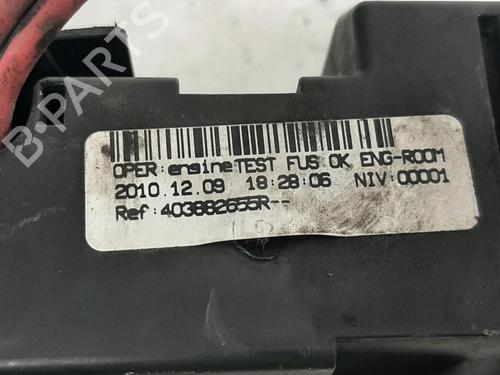 B-PARTS
OPER:engineTEST FUS OK ENG-ROOM
2010.12.09 18:28:06 NIV:00001
Ref:403882655R--